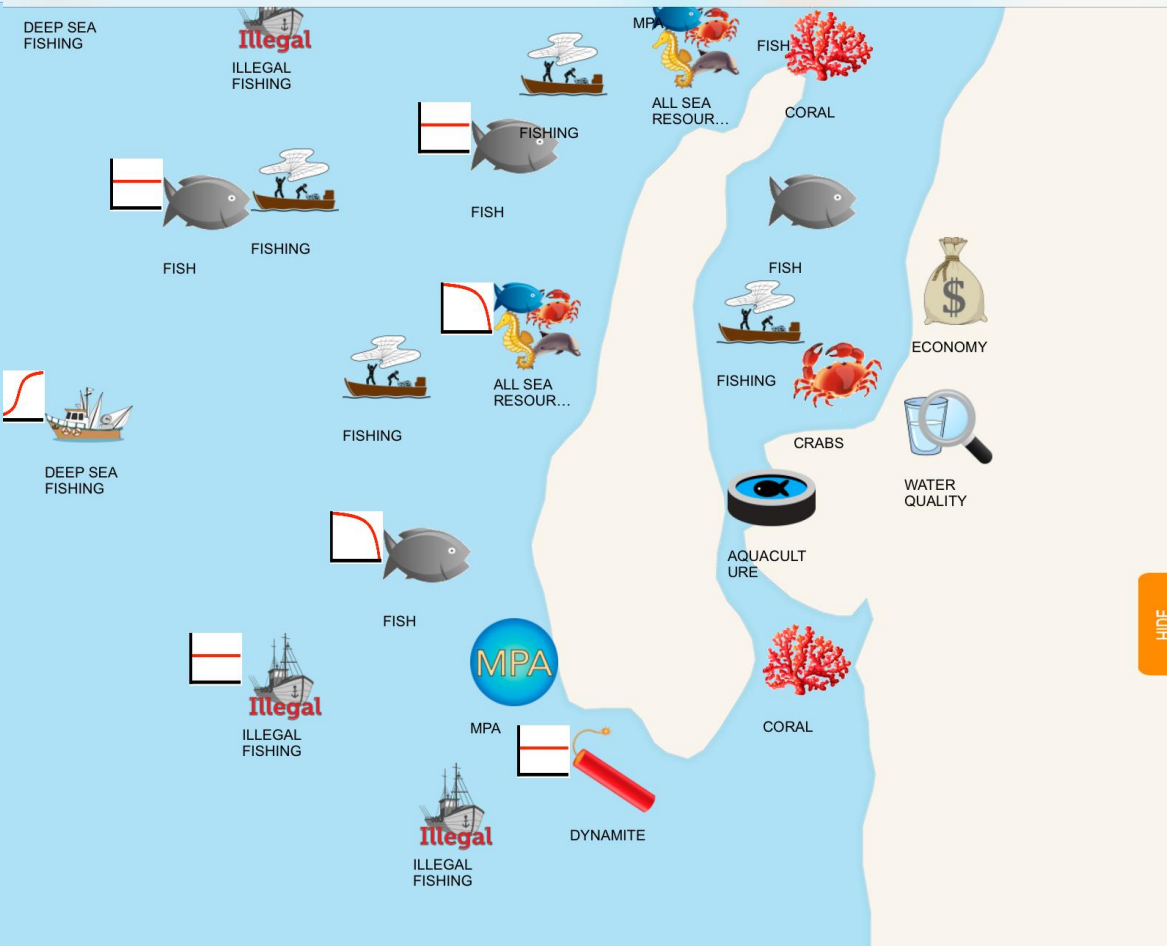 DEEP SEA
FISHING
Illegal
ILLEGAL
FISHING
MPA
FISH
ALL SEA
RESOUR…
CORAL
FISHING
FISH
FISHING
FISH
FISH
$
ECONOMY
FISHING
ALL SEA
RESOUR…
FISHING
CRABS
DEEP SEA
FISHING
WATER
QUALITY
AQUACULT
URE
FISH
HIDE
MPA
MPA
Illegal
ILLEGAL
FISHING
CORAL
DYNAMITE
Illegal
ILLEGAL
FISHING